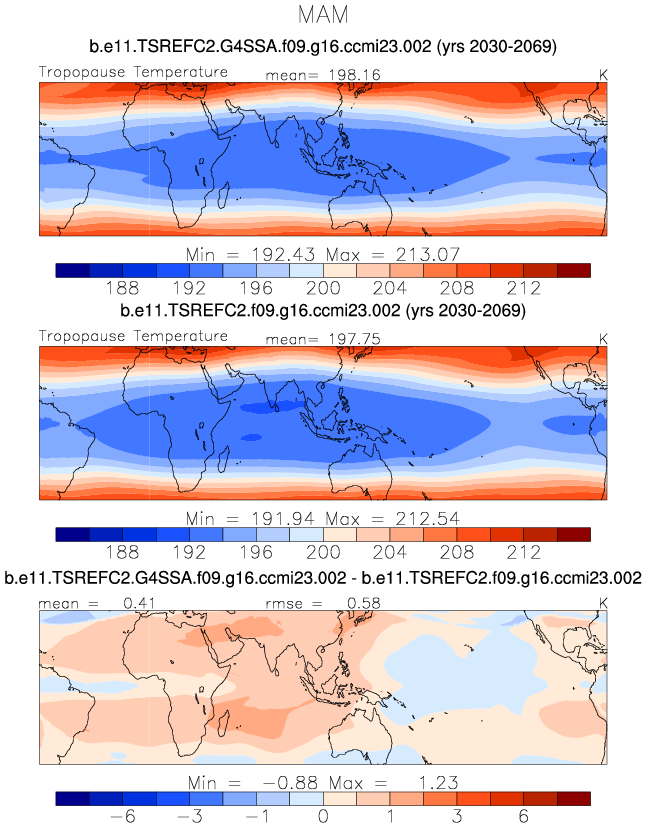 MAM
b.e11.TSREFC2.G4SSA.f09.g16.ccmi23.002 (yrs 2030-2069)
Tropopause Temperature mean= 198.16 K
Min = 192.43 Max = 213.07
188 192 196 200 204 208 212
b.e11.TSREFC2.f09.g16.ccmi23.002 (yrs 2030-2069)
Tropopause Temperature mean= 197.75 K
Min = 191.94 Max = 212.54
188 192 196 200 204 208 212
b.e11.TSREFC2.G4SSA.f09.g16.ccmi23.002 - b.e11.TSREFC2.f09.g16.ccmi23.002
mean = 0.41 rmse = 0.58 K
Min = -0.88 Max = 1.23
-6 -3 -1 0 1 3 6